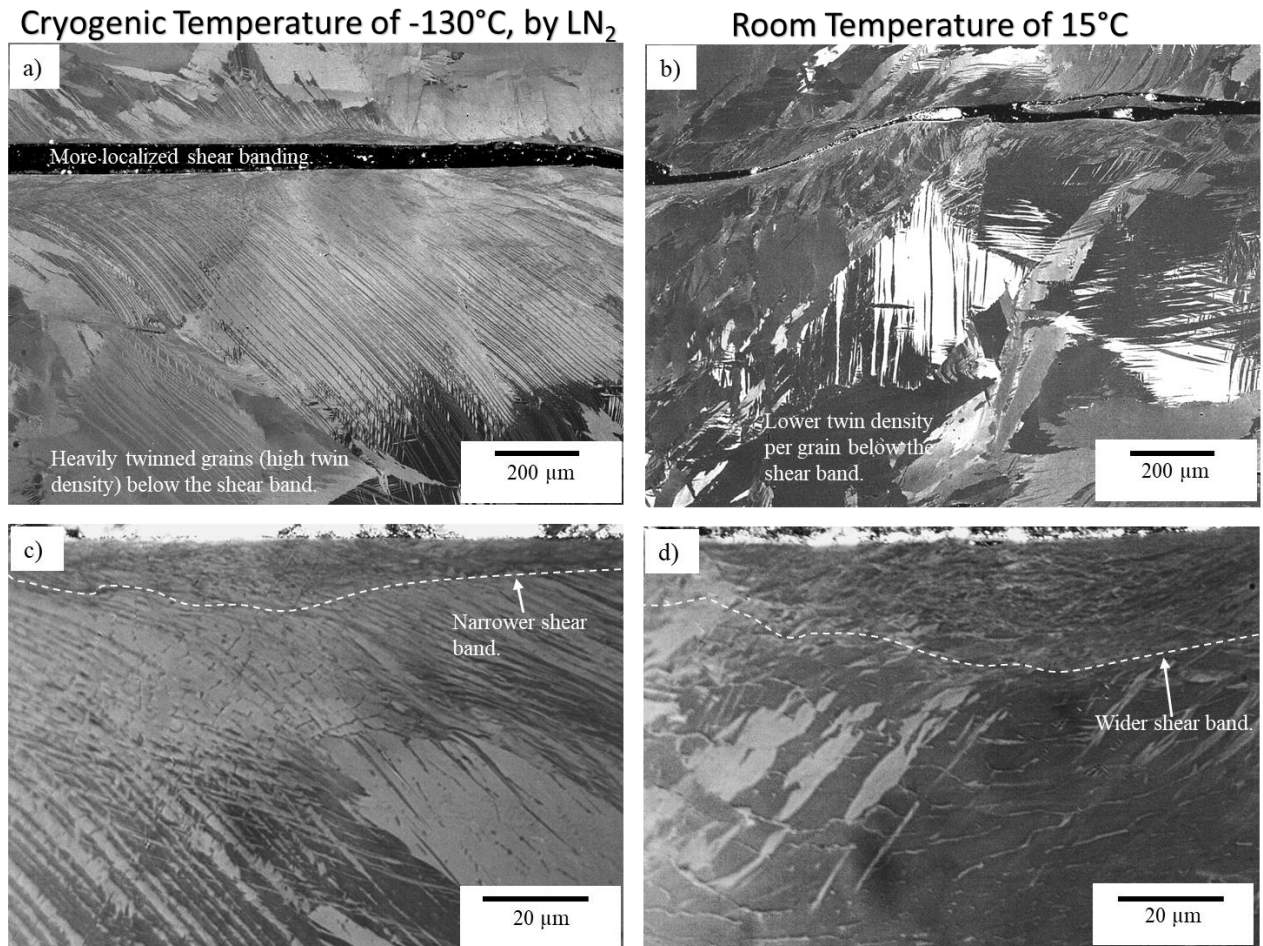 Cryogenic Temperature of -130°C, by LN₂
Room Temperature of 15°C
a)
More localized shear banding.
Heavily twinned grains (high twin
density) below the shear band.
200 µm
b)
Lower twin density
per grain below the
shear band.
200 µm
c)
Narrower shear
band.
20 µm
d)
Wider shear band.
20 µm